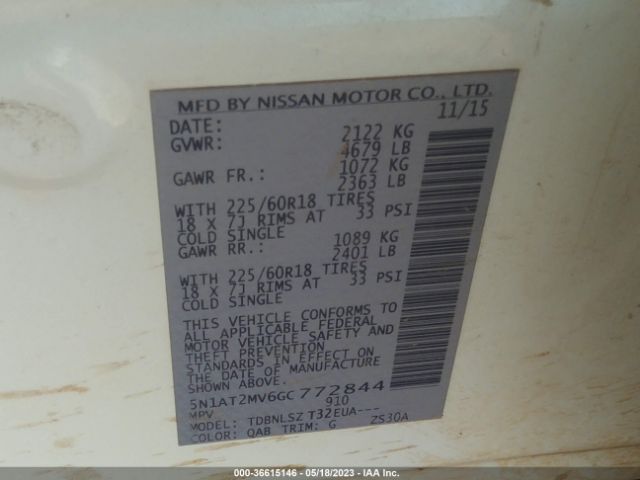 MFD BY NISSAN MOTOR CO., LTD.
DATE: 11/15
GVWR: 2122 KG
4679 LB
GAWR FR.: 1072 KG
2363 LB
WITH 225/60R18 TIRES
18 X 7J RIMS AT 33 PSI
COLD SINGLE
GAWR RR.: 1089 KG
2401 LB
WITH 225/60R18 TIRES
18 X 7J RIMS AT 33 PSI
COLD SINGLE
THIS VEHICLE CONFORMS TO
ALL APPLICABLE FEDERAL
MOTOR VEHICLE SAFETY AND
THEFT PREVENTION
STANDARDS IN EFFECT ON
THE DATE OF MANUFACTURE
SHOWN ABOVE.
5N1AT2MV6GC772844
MPV 910
MODEL: TDBNLSZ T32EUA---
COLOR: QAB TRIM: G ZS30A
000-36615146 - 05/18/2023 - IAA Inc.